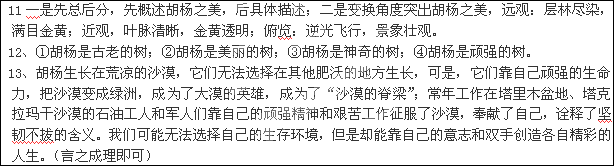 11 一是先总后分，先概述胡杨之美，后具体描述；二是变换角度突出胡杨之美，远观：层林尽染，
满目金黄；近观，叶脉清晰，金黄透明；俯览：逆光飞行，景象壮观。
12、①胡杨是古老的树；②胡杨是美丽的树；③胡杨是神奇的树；④胡杨是顽强的树。
13、胡杨生长在荒凉的沙漠，它们无法选择在其他肥沃的地方生长，可是，它们靠自己顽强的生命
力，把沙漠变成绿洲，成为了大漠的英雄，成为了“沙漠的脊梁”；常年工作在塔里木盆地、塔克
拉玛干沙漠的石油工人和军人们靠自己的顽强精神和艰苦工作征服了沙漠，奉献了自己，诠释了坚
韧不拔的含义。我们可能无法选择自己的生存环境，但是却能靠自己的意志和双手创造各自精彩的
人生。（言之成理即可）